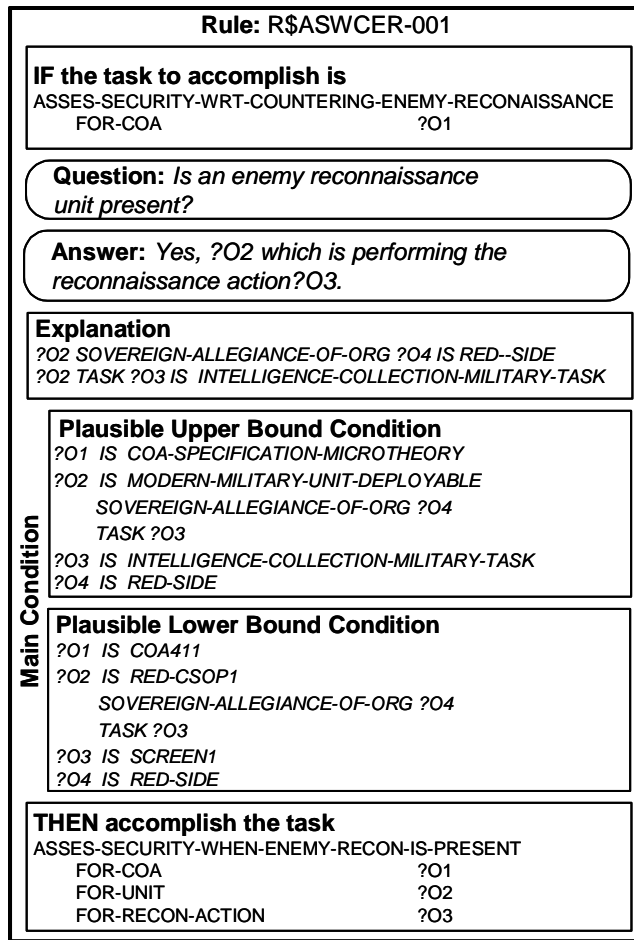 Rule: R$ASWCER-001
IF the task to accomplish is
ASSES-SECURITY-WRT-COUNTERING-ENEMY-RECONAISSANCE
FOR-COA ?O1
Question: Is an enemy reconnaissance
unit present?
Answer: Yes, ?O2 which is performing the
reconnaissance action?O3.
Explanation
?O2 SOVEREIGN-ALLEGIANCE-OF-ORG ?O4 IS RED--SIDE
?O2 TASK ?O3 IS INTELLIGENCE-COLLECTION-MILITARY-TASK
Main Condition
Plausible Upper Bound Condition
?O1 IS COA-SPECIFICATION-MICROTHEORY
?O2 IS MODERN-MILITARY-UNIT-DEPLOYABLE
SOVEREIGN-ALLEGIANCE-OF-ORG ?O4
TASK ?O3
?O3 IS INTELLIGENCE-COLLECTION-MILITARY-TASK
?O4 IS RED-SIDE
Plausible Lower Bound Condition
?O1 IS COA411
?O2 IS RED-CSOP1
SOVEREIGN-ALLEGIANCE-OF-ORG ?O4
TASK ?O3
?O3 IS SCREEN1
?O4 IS RED-SIDE
THEN accomplish the task
ASSES-SECURITY-WHEN-ENEMY-RECON-IS-PRESENT
FOR-COA ?O1
FOR-UNIT ?O2
FOR-RECON-ACTION ?O3